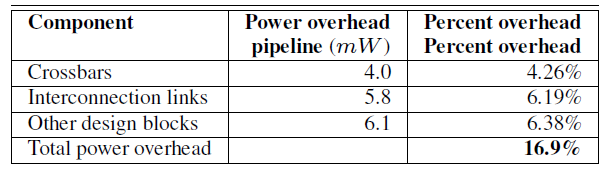 Component Power overhead Percent overhead
pipeline (mW) Percent overhead
Crossbars 4.0 4.26%
Interconnection links 5.8 6.19%
Other design blocks 6.1 6.38%
Total power overhead 16.9%